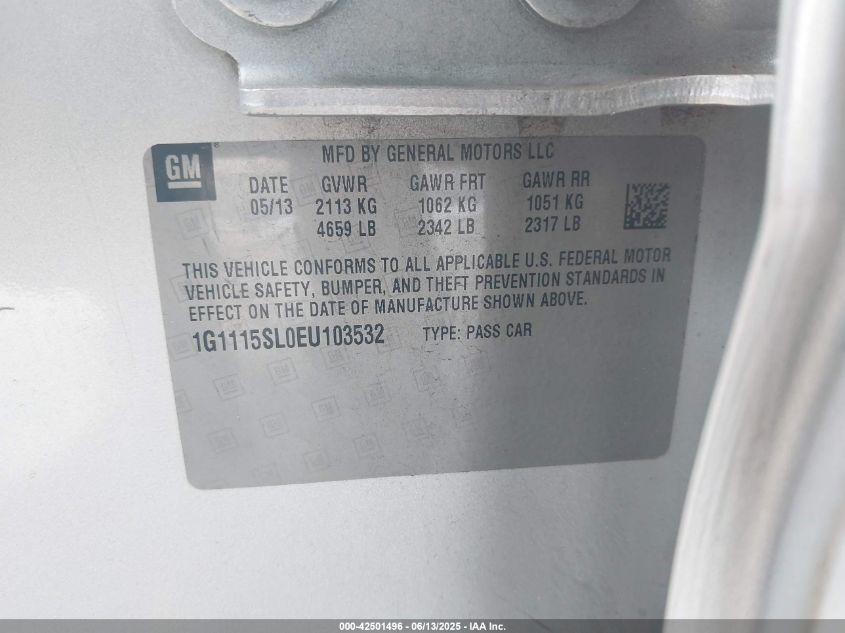 GM
MFD BY GENERAL MOTORS LLC
DATE GVWR GAWR FRT GAWR RR
05/13 2113 KG 1062 KG 1051 KG
4659 LB 2342 LB 2317 LB
THIS VEHICLE CONFORMS TO ALL APPLICABLE U.S. FEDERAL MOTOR
VEHICLE SAFETY, BUMPER, AND THEFT PREVENTION STANDARDS IN
EFFECT ON THE DATE OF MANUFACTURE SHOWN ABOVE.
1G1115SL0EU103532 TYPE: PASS CAR
000-42501496 - 06/13/2025 - IAA Inc.